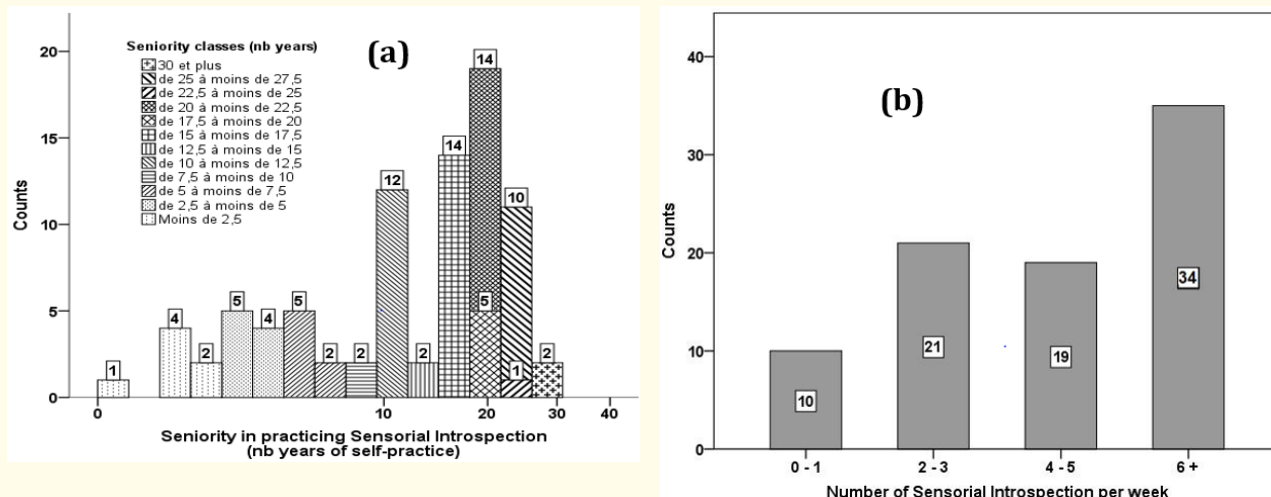 (a)
Seniority classes (nb years)
30 et plus
de 25 à moins de 27,5
de 22,5 à moins de 25
de 20 à moins de 22,5
de 17,5 à moins de 20
de 15 à moins de 17,5
de 12,5 à moins de 15
de 10 à moins de 12,5
de 7,5 à moins de 10
de 5 à moins de 7,5
de 2,5 à moins de 5
Moins de 2,5
Counts
20
15
10
5
0
1
4
2
5
4
5
2
2
12
2
14
14
5
10
1
2
0
10
20
30
40
Seniority in practicing Sensorial Introspection
(nb years of self-practice)
(b)
Counts
40
30
20
10
0
10
21
19
34
0 - 1
2 - 3
4 - 5
6 +
Number of Sensorial Introspection per week